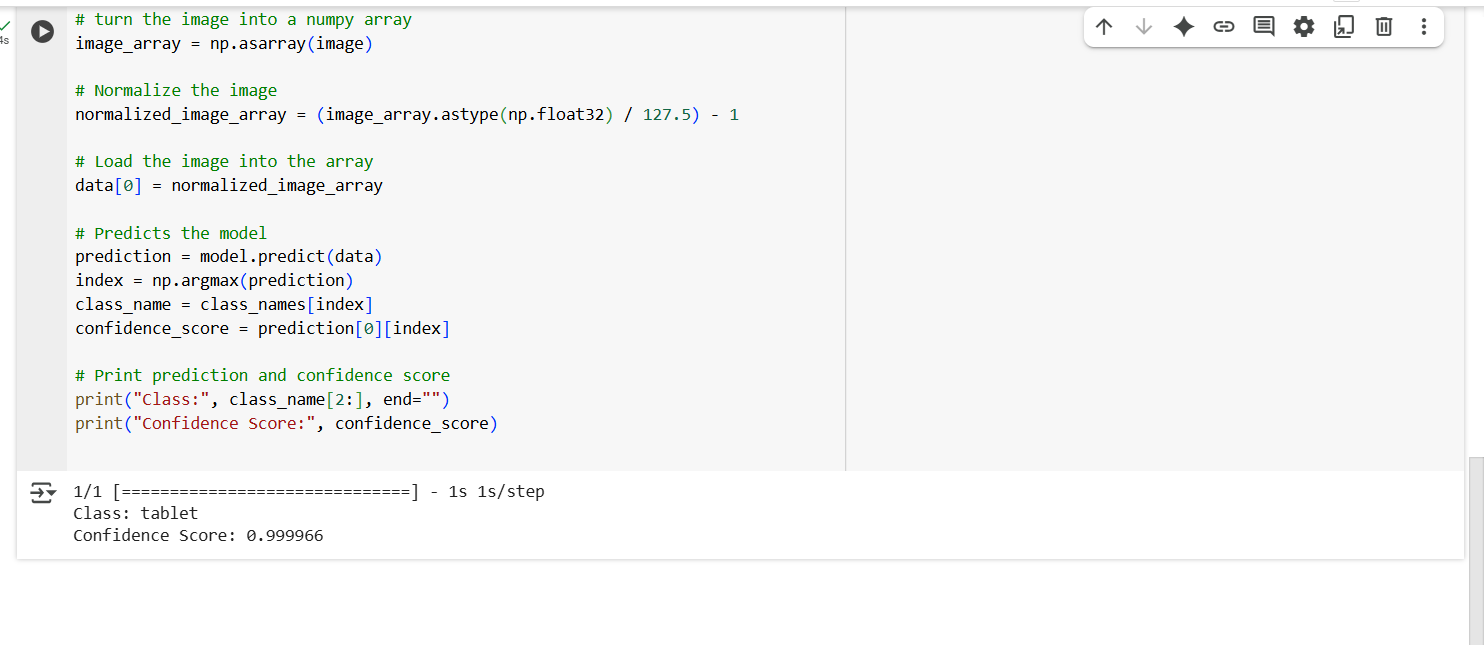 # turn the image into a numpy array
4s
image_array = np.asarray(image)
# Normalize the image
normalized_image_array = (image_array.astype(np.float32) / 127.5) - 1
# Load the image into the array
data[0] = normalized_image_array
# Predicts the model
prediction = model.predict(data)
index = np.argmax(prediction)
class_name = class_names[index]
confidence_score = prediction[0][index]
# Print prediction and confidence score
print("Class:", class_name[2:], end="")
print("Confidence Score:", confidence_score)
1/1 [==============================] - 1s 1s/step
Class: tablet
Confidence Score: 0.999966